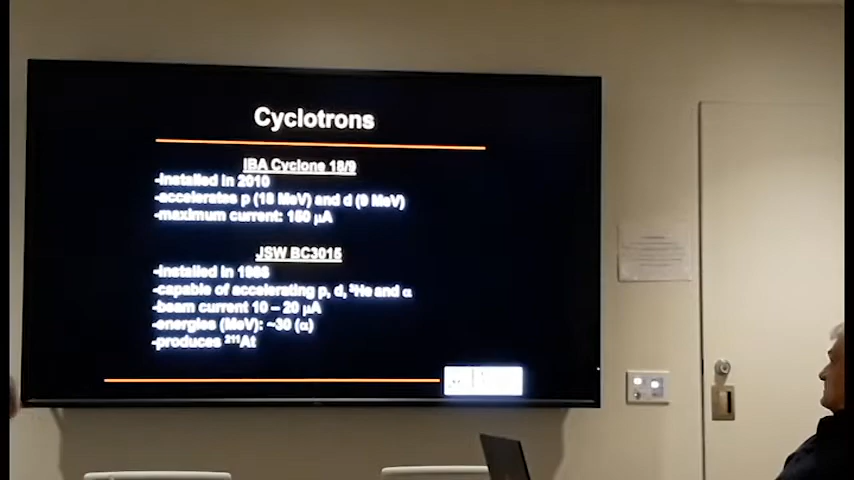 Cyclotrons
IBA Cyclone 18/9
-installed in 2010
-accelerates p (18 MeV) and d (9 MeV)
-maximum current: 150 μA
JSW BC3015
-installed in 1986
-capable of accelerating p, d, ³He and α
-beam current 10 – 20 μA
-energies (MeV): ~30 (α)
-produces ²¹¹At